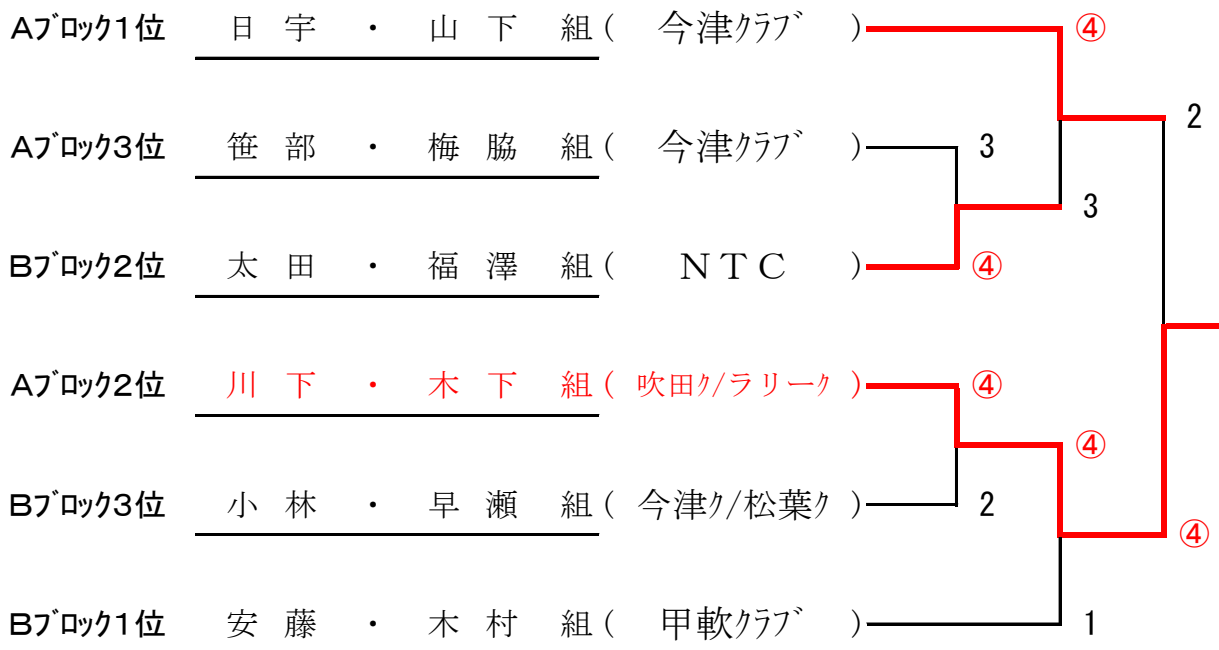 Aﾌﾞﾛｯｸ1位 日宇・山下 組( 今津ｸﾗﾌﾞ ) ④
2
Aﾌﾞﾛｯｸ3位 笹部・梅脇 組( 今津ｸﾗﾌﾞ ) 3
3
Bﾌﾞﾛｯｸ2位 太田・福澤 組( NTC ) ④
Aﾌﾞﾛｯｸ2位 川下・木下 組( 吹田ｸ/ラリーｸ ) ④
④
Bﾌﾞﾛｯｸ3位 小林・早瀬 組( 今津ｸ/松葉ｸ ) 2
④
Bﾌﾞﾛｯｸ1位 安藤・木村 組( 甲軟ｸﾗﾌﾞ ) 1